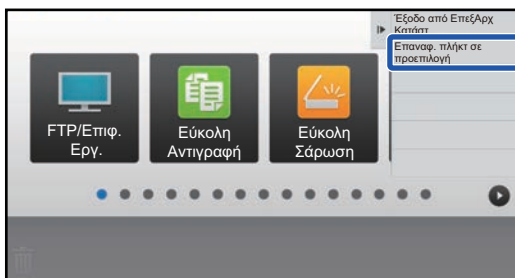 Έξοδο από ΕπεξΑρχ
Κατάστ
Επαναφ. πλήκτ σε
προεπιλογή
FTP/Επιφ.
Εργ.
Εύκολη
Αντιγραφή
Εύκολη
Σάρωση